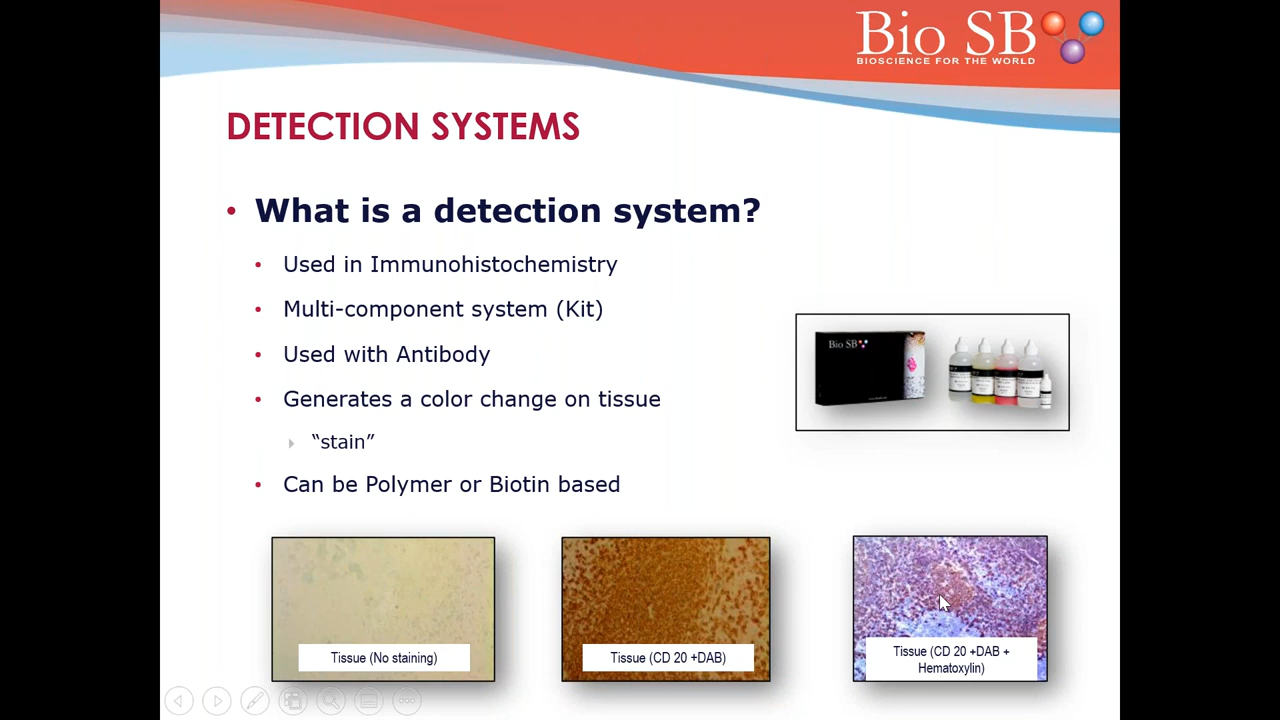 Bio SB
BIOSCIENCE FOR THE WORLD
DETECTION SYSTEMS
• What is a detection system?
• Used in Immunohistochemistry
• Multi-component system (Kit)
• Used with Antibody
• Generates a color change on tissue
“stain”
• Can be Polymer or Biotin based
Bio SB
Tissue (No staining)
Tissue (CD 20 +DAB)
Tissue (CD 20 +DAB +
Hematoxylin)